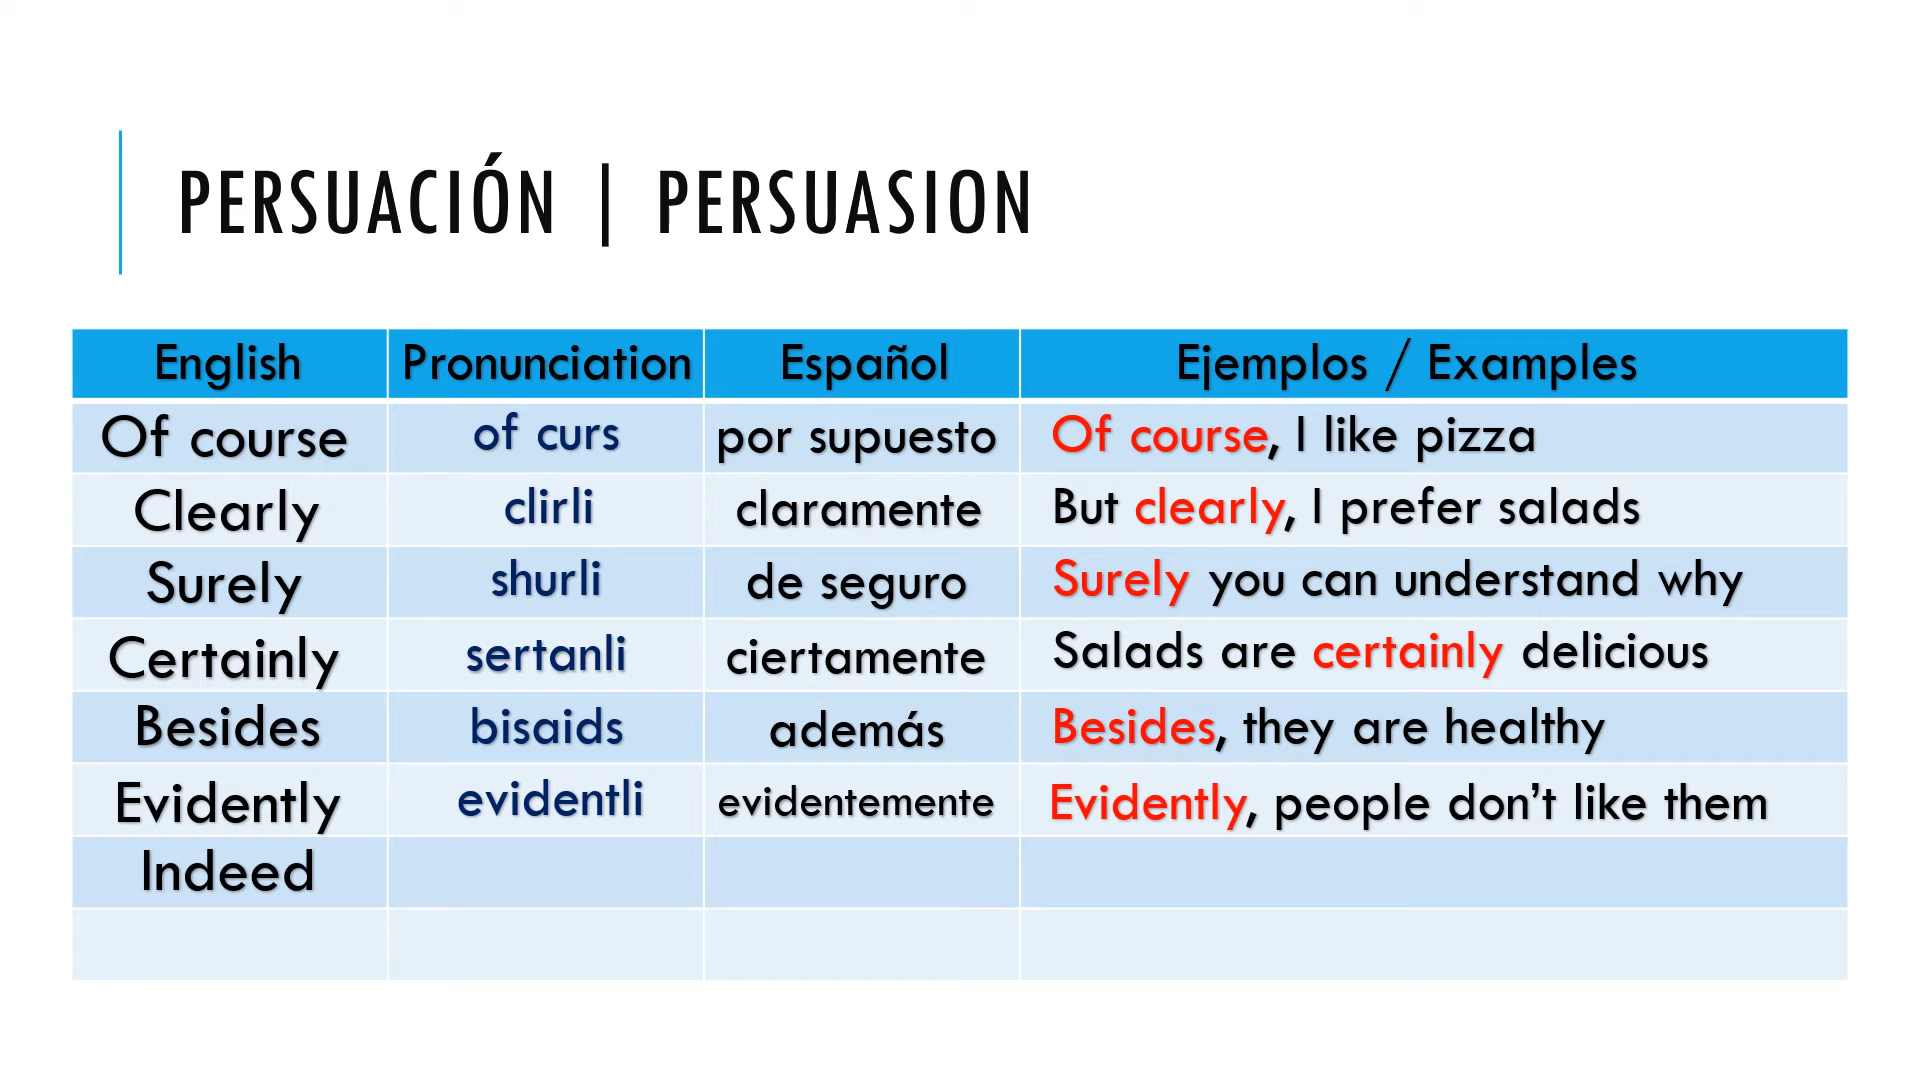 PERSUACIÓN | PERSUASION
English Pronunciation Español Ejemplos / Examples
Of course of curs por supuesto Of course, I like pizza
Clearly clirli claramente But clearly, I prefer salads
Surely shurli de seguro Surely you can understand why
Certainly sertanli ciertamente Salads are certainly delicious
Besides bisaids además Besides, they are healthy
Evidently evidentli evidentemente Evidently, people don’t like them
Indeed